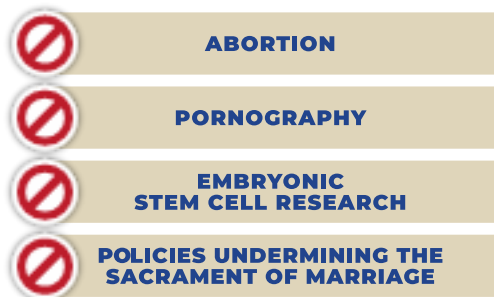 ABORTION
PORNOGRAPHY
EMBRYONIC
STEM CELL RESEARCH
POLICIES UNDERMINING THE
SACRAMENT OF MARRIAGE